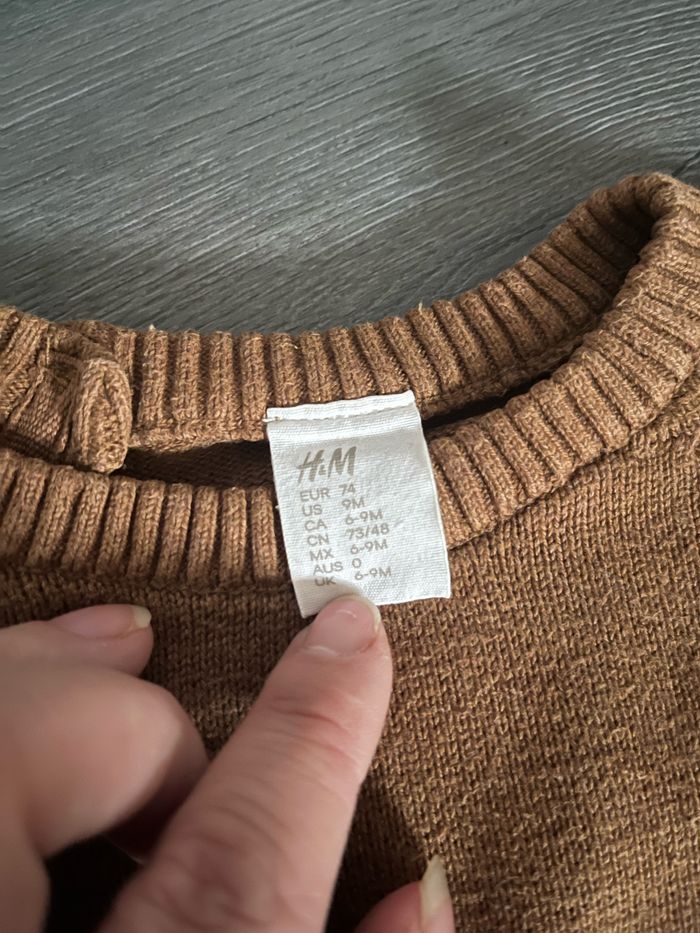 H&M
EUR 74
US 9M
CA 6-9M
CN 73/48
MX 6-9M
AUS 0
UK 6-9M